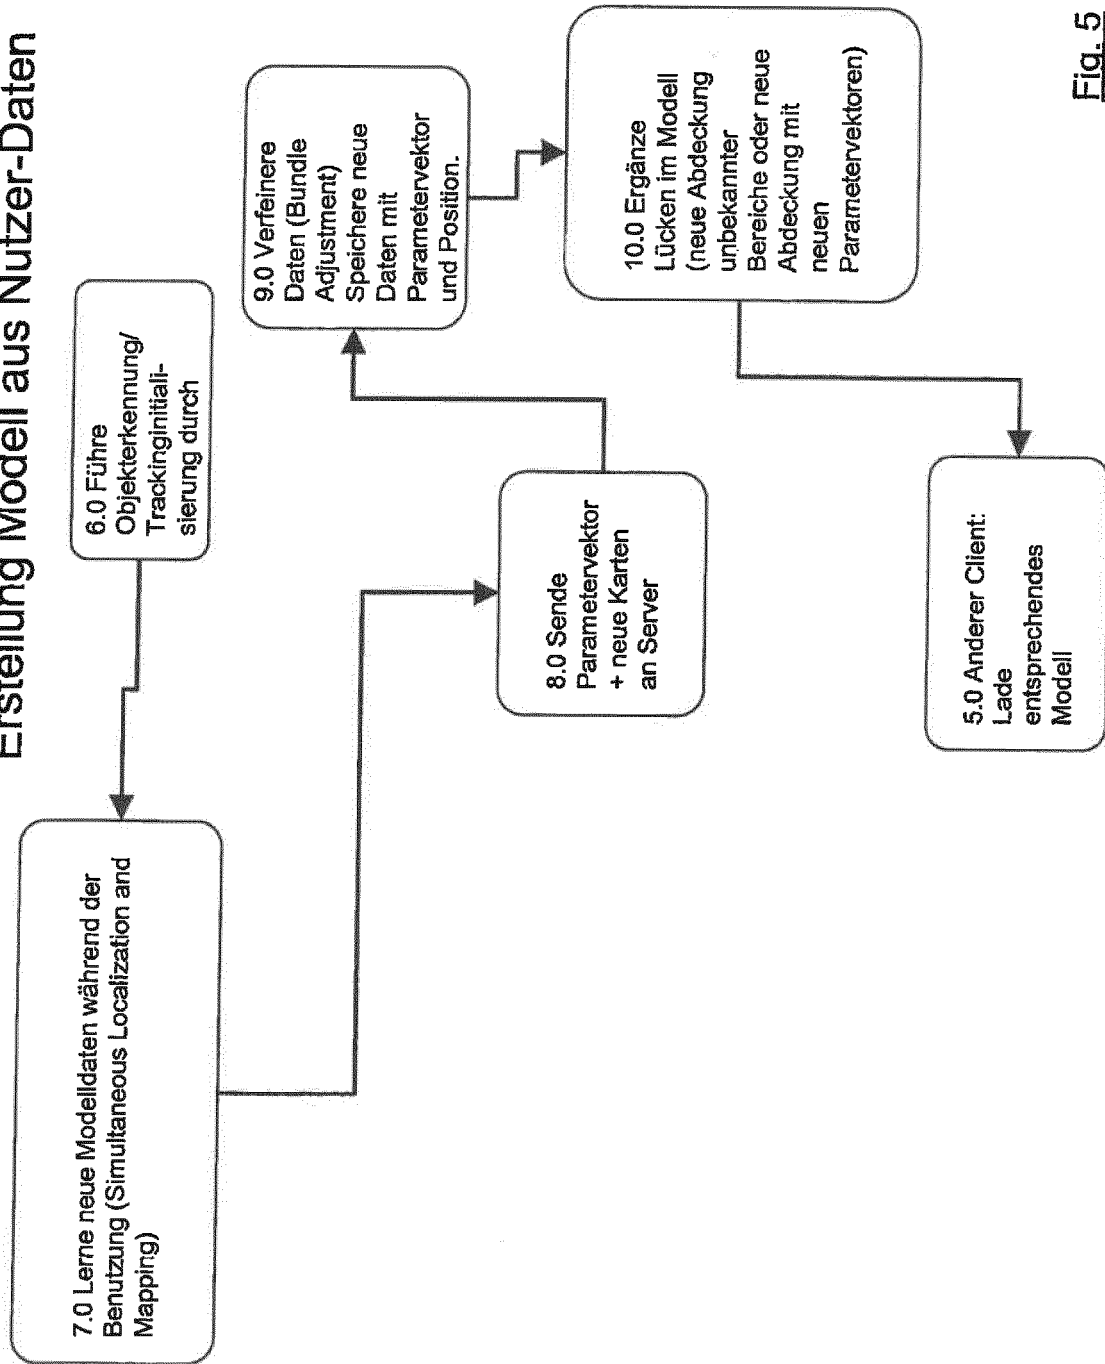 Erstellung Modell aus Nutzer-Daten
6.0 Führe
Objekterkennung/
Trackinginitiali-
sierung durch
7.0 Lerne neue Modelldaten während der
Benutzung (Simultaneous Localization and
Mapping)
8.0 Sende
Parametervektor
+ neue Karten
an Server
9.0 Verfeinere
Daten (Bundle
Adjustment)
Speichere neue
Daten mit
Parametervektor
und Position.
10.0 Ergänze
Lücken im Modell
(neue Abdeckung
unbekannter
Bereiche oder neue
Abdeckung mit
neuen
Parametervektoren)
5.0 Anderer Client:
Lade
entsprechendes
Modell
Fig. 5